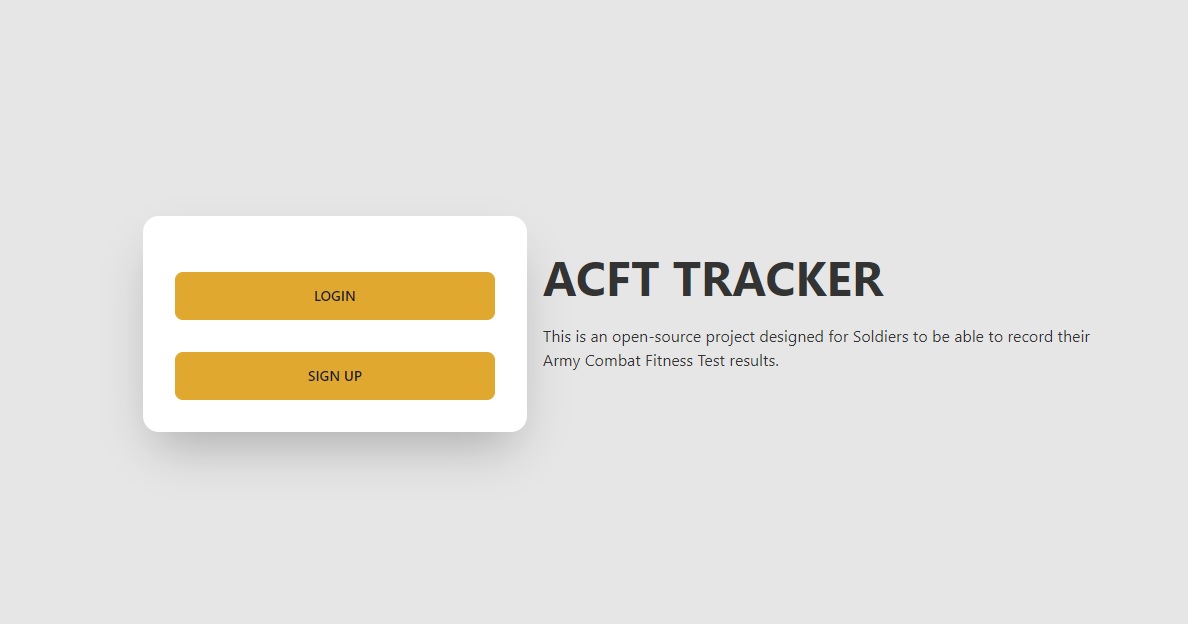 LOGIN
SIGN UP
ACFT TRACKER
This is an open-source project designed for Soldiers to be able to record their
Army Combat Fitness Test results.